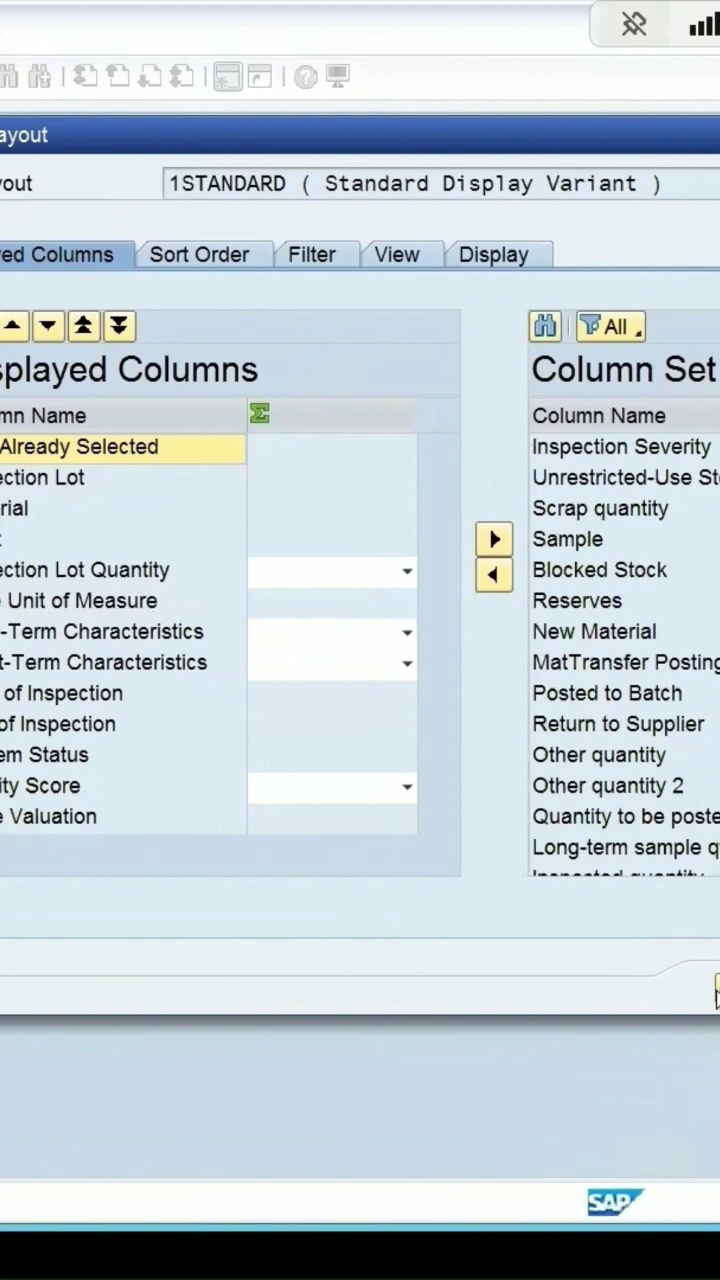 ayout
yout
1STANDARD ( Standard Display Variant )
ed Columns
Sort Order
Filter
View
Display
All
splayed Columns
Column Set
mn Name
Column Name
Already Selected
Inspection Severity
ection Lot
Unrestricted-Use Sto
rial
Scrap quantity
Sample
ection Lot Quantity
Blocked Stock
Unit of Measure
Reserves
-Term Characteristics
New Material
t-Term Characteristics
MatTransfer Posting
of Inspection
Posted to Batch
of Inspection
Return to Supplier
em Status
Other quantity
ity Score
Other quantity 2
e Valuation
Quantity to be poste
Long-term sample q
Inspected quantity
SAP